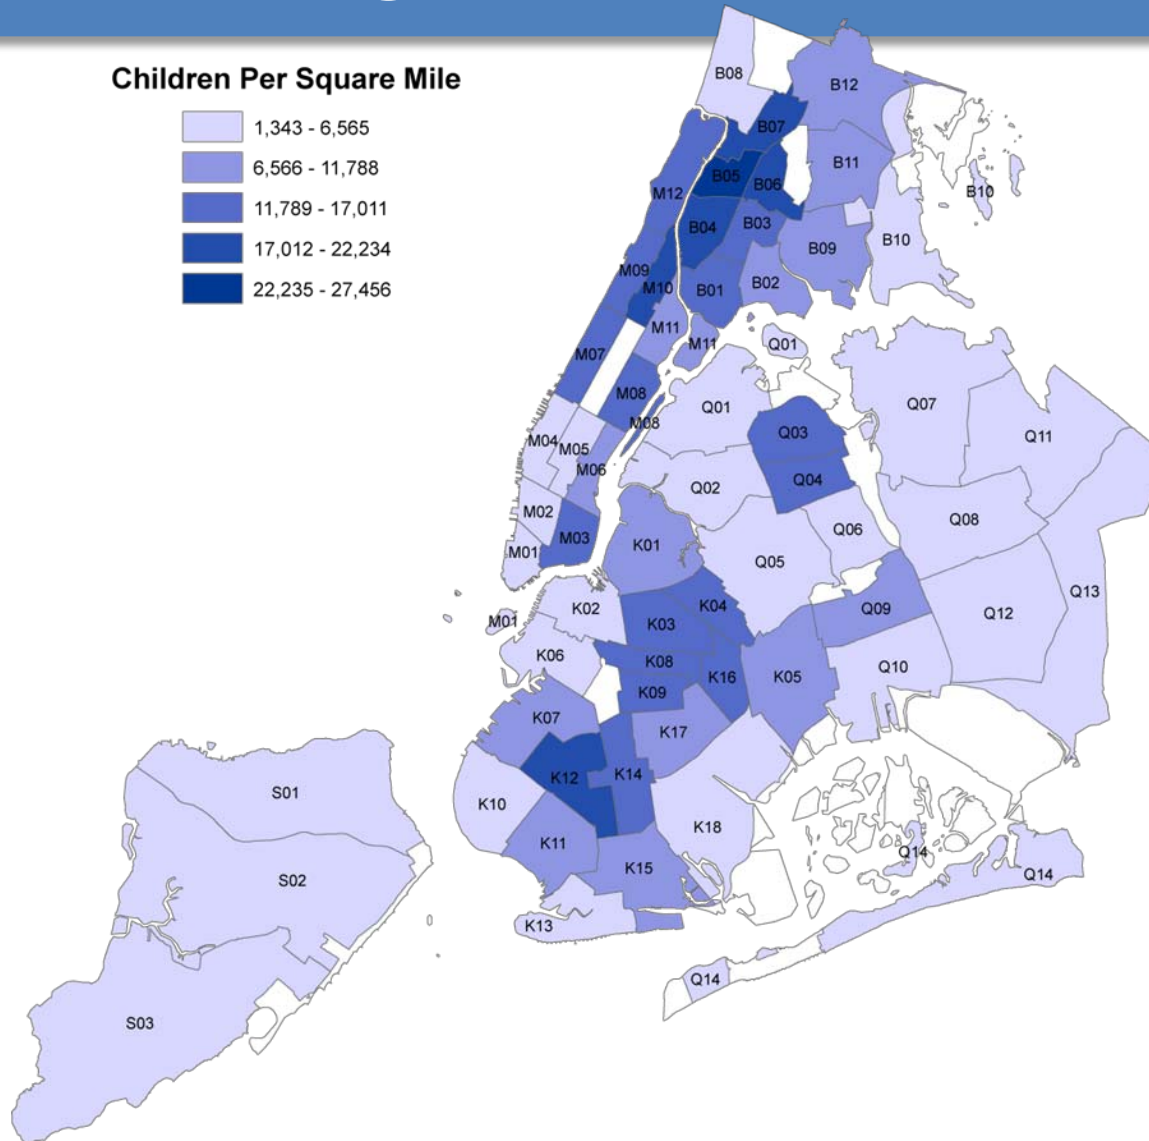 Children Per Square Mile
1,343 - 6,565
6,566 - 11,788
11,789 - 17,011
17,012 - 22,234
22,235 - 27,456
B08
B12
B07
B11
B05
B06
B10
M12
B03
B04
B09
B10
M09
M10
B01
B02
M11
M11
Q01
M07
M08
Q01
Q07
M08
Q03
Q11
M04
M05
M06
Q04
Q02
M02
Q08
Q06
M03
K01
M01
Q05
Q13
K04
K02
Q09
Q12
M01
K03
K06
K08
Q10
K16
K05
K09
K07
K17
K12
K14
S01
K10
K18
K11
Q14
K15
Q14
S02
K13
Q14
S03